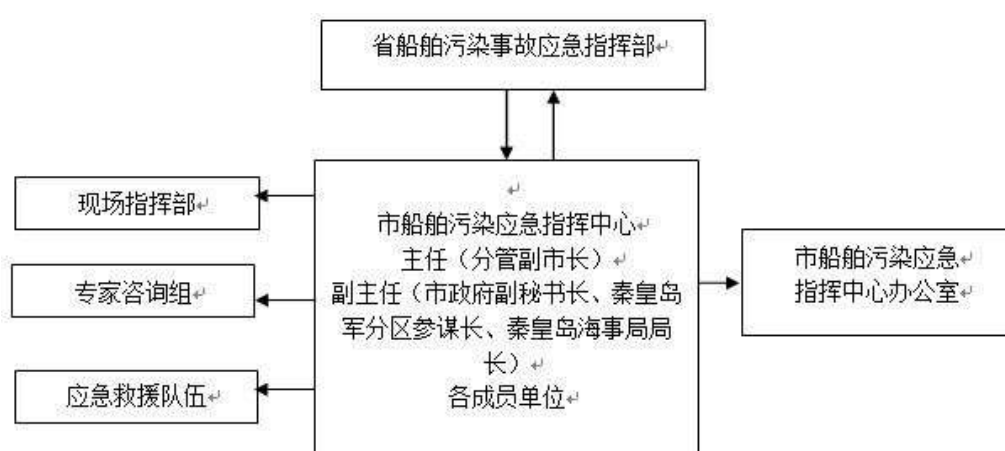 省船舶污染事故应急指挥部
现场指挥部
专家咨询组
应急救援队伍
市船舶污染应急指挥中心
主任（分管副市长）
副主任（市政府副秘书长、秦皇岛
军分区参谋长、秦皇岛海事局局
长）
各成员单位
市船舶污染应急
指挥中心办公室